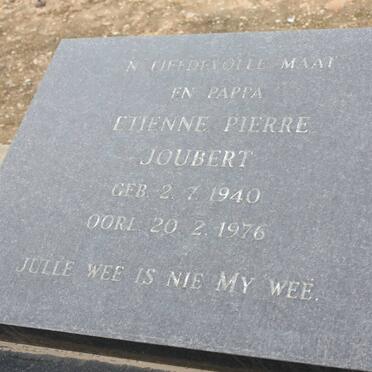 'N LIEFDEVOLLE MAAT
EN PAPPA
ETIENNE PIERRE
JOUBERT
GEB. 2. 7. 1940
OORL. 20. 2. 1976
JULLE WEE IS NIE MY WEË.